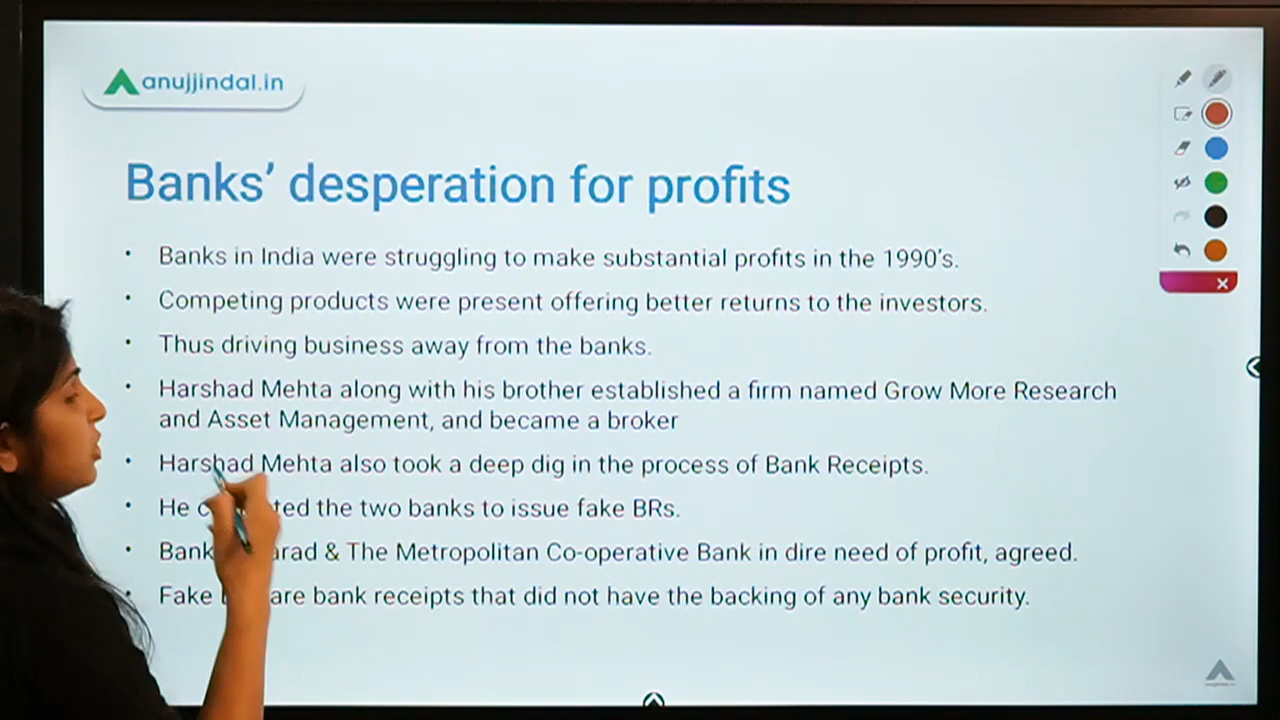 anujjindal.in
Banks' desperation for profits
• Banks in India were struggling to make substantial profits in the 1990's.
• Competing products were present offering better returns to the investors.
• Thus driving business away from the banks.
• Harshad Mehta along with his brother established a firm named Grow More Research
and Asset Management, and became a broker
• Harshad Mehta also took a deep dig in the process of Bank Receipts.
• He the two banks to issue fake BRs.
• Bank & The Metropolitan Co-operative Bank in dire need of profit, agreed.
• Fake are bank receipts that did not have the backing of any bank security.